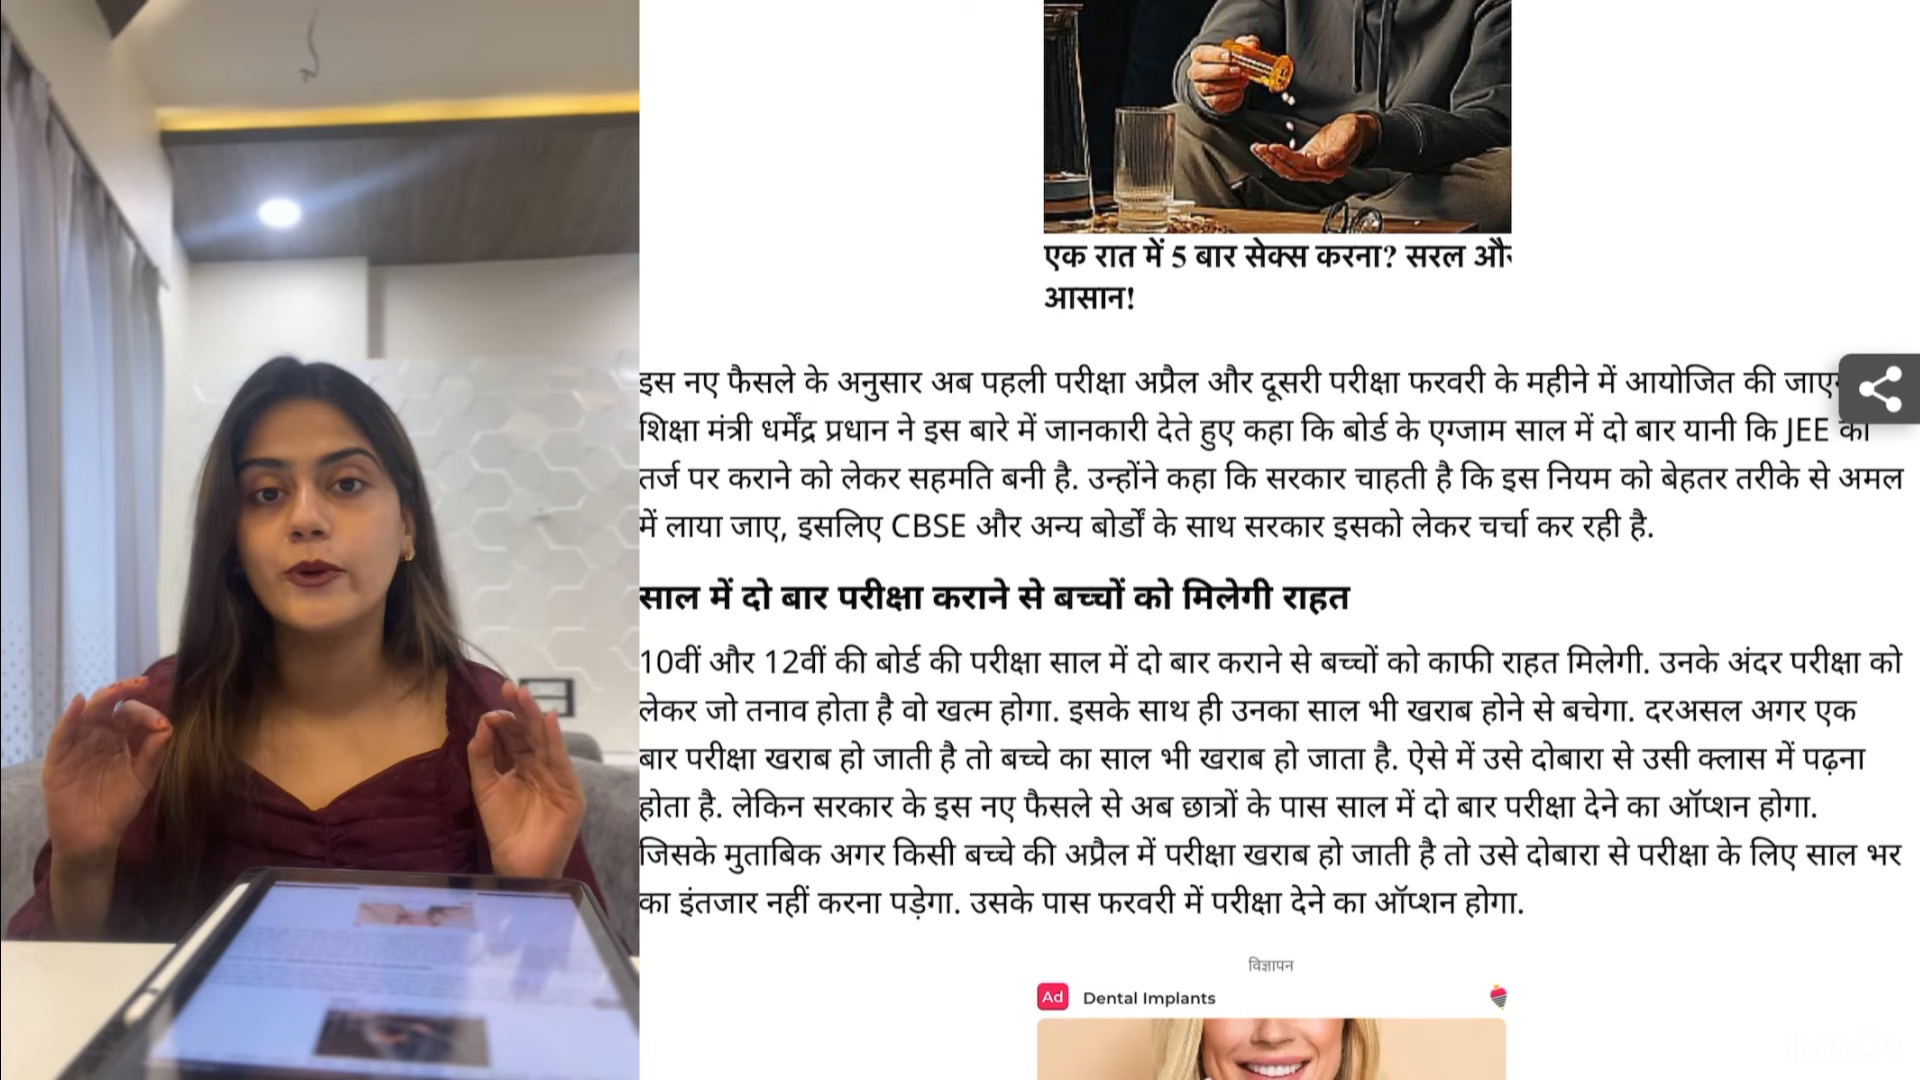 एक रात में 5 बार सेक्स करना? सरल और
आसान!
इस नए फैसले के अनुसार अब पहली परीक्षा अप्रैल और दूसरी परीक्षा फरवरी के महीने में आयोजित की
शिक्षा मंत्री धर्मेंद्र प्रधान ने इस बारे में जानकारी देते हुए कहा कि बोर्ड के एग्जाम साल में दो बार यानी कि JEE की
तर्ज पर कराने को लेकर सहमति बनी है. उन्होंने कहा कि सरकार चाहती है कि इस नियम को बेहतर तरीके से अमल
में लाया जाए, इसलिए CBSE और अन्य बोर्डों के साथ सरकार इसको लेकर चर्चा कर रही है.
साल में दो बार परीक्षा कराने से बच्चों को मिलेगी राहत
10वीं और 12वीं की बोर्ड की परीक्षा साल में दो बार कराने से बच्चों को काफी राहत मिलेगी. उनके अंदर परीक्षा को
लेकर जो तनाव होता है वो खत्म होगा. इसके साथ ही उनका साल भी खराब होने से बचेगा. दरअसल अगर एक
बार परीक्षा खराब हो जाती है तो बच्चे का साल भी खराब हो जाता है. ऐसे में उसे दोबारा से उसी क्लास में पढ़ना
होता है. लेकिन सरकार के इस नए फैसले से अब छात्रों के पास साल में दो बार परीक्षा देने का ऑप्शन होगा.
जिसके मुताबिक अगर किसी बच्चे की अप्रैल में परीक्षा खराब हो जाती है तो उसे दोबारा से परीक्षा के लिए साल भर
का इंतजार नहीं करना पड़ेगा. उसके पास फरवरी में परीक्षा देने का ऑप्शन होगा.
विज्ञापन
Ad Dental Implants